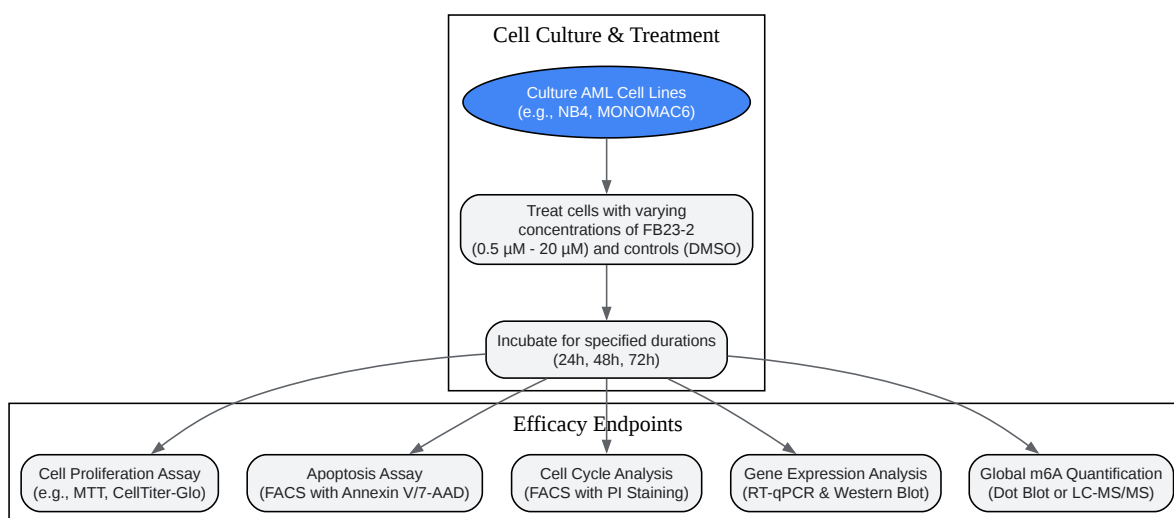 Cell Culture & Treatment
Culture AML Cell Lines
(e.g., NB4, MONOMAC6)
Treat cells with varying
concentrations of FB23-2
(0.5 µM - 20 µM) and controls (DMSO)
Incubate for specified durations
(24h, 48h, 72h)
Efficacy Endpoints
Cell Proliferation Assay
(e.g., MTT, CellTiter-Glo)
Apoptosis Assay
(FACS with Annexin V/7-AAD)
Cell Cycle Analysis
(FACS with PI Staining)
Gene Expression Analysis
(RT-qPCR & Western Blot)
Global m6A Quantification
(Dot Blot or LC-MS/MS)